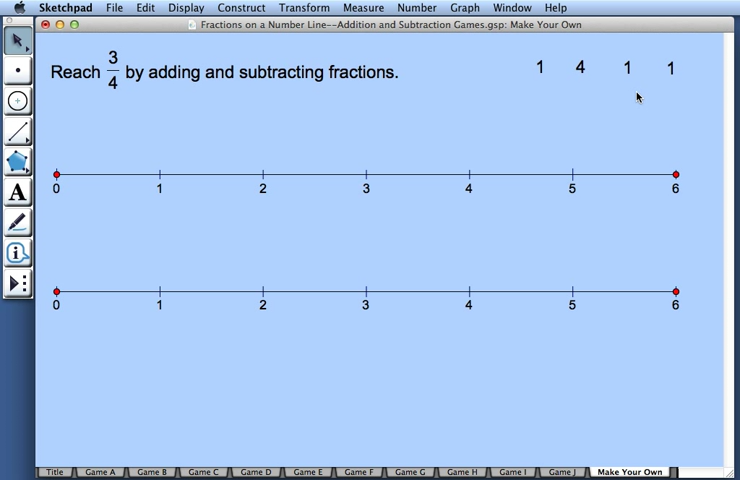 Sketchpad File Edit Display Construct Transform Measure Number Graph Window Help
Fractions on a Number Line--Addition and Subtraction Games.gsp: Make Your Own
Reach 3/4 by adding and subtracting fractions.
1 4 1 1
0 1 2 3 4 5 6
0 1 2 3 4 5 6
A
i
Title Game A Game B Game C Game D Game E Game F Game G Game H Game I Game J Make Your Own